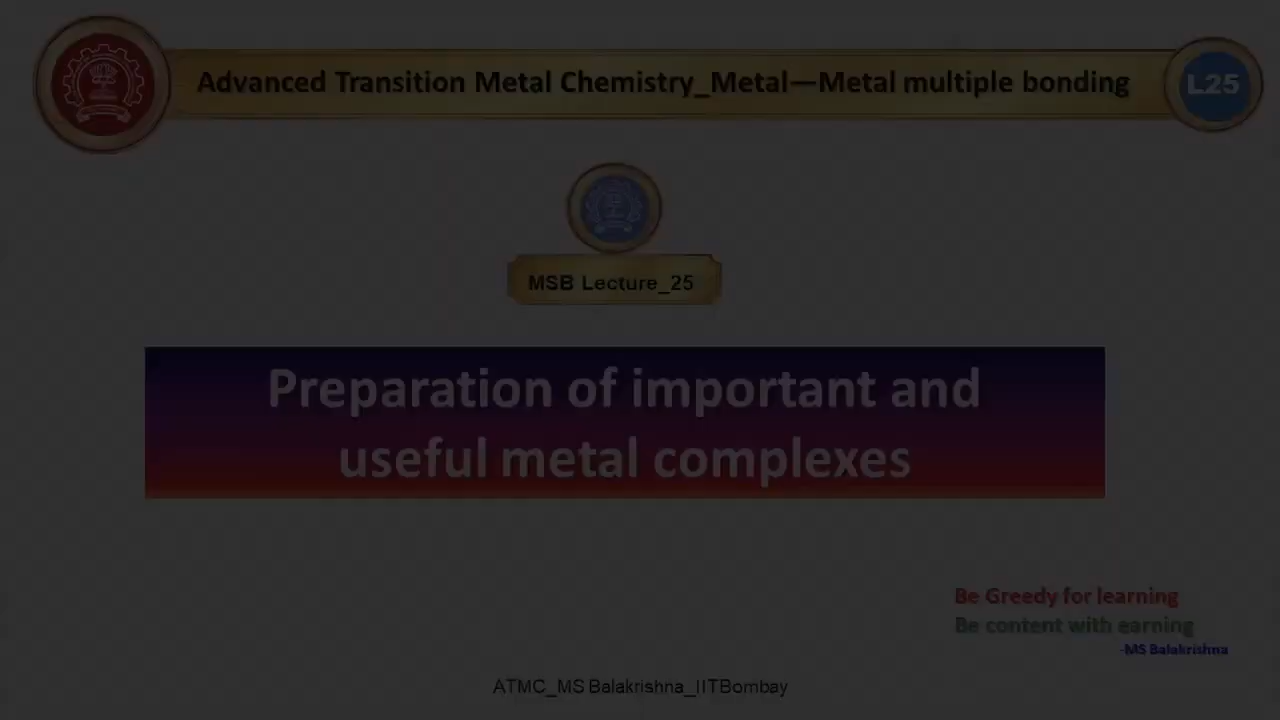 Advanced Transition Metal Chemistry_Metal—Metal multiple bonding
L25
MSB Lecture_25
Preparation of important and
useful metal complexes
Be Greedy for learning
Be content with earning
-MS Balakrishna
ATMC_MS Balakrishna_IITBombay